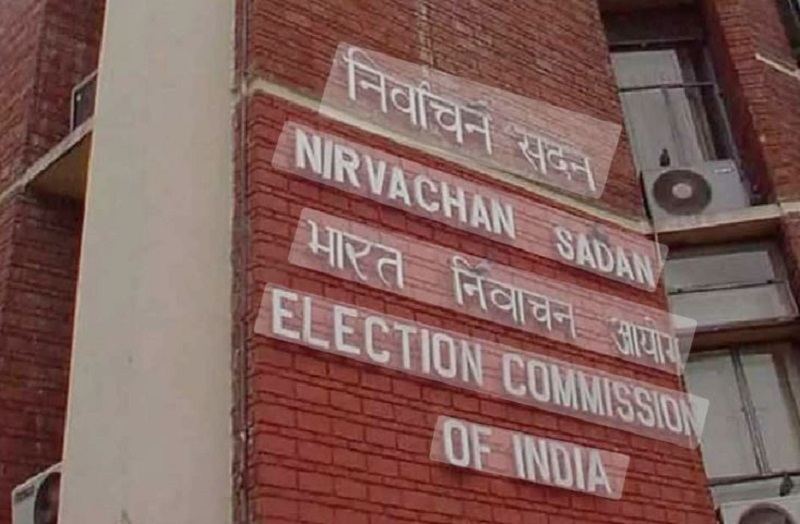 निर्वाचन सदन
NIRVACHAN SADAN
भारत निर्वाचन आयोग
ELECTION COMMISSION
OF INDIA